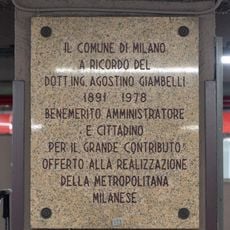 IL COMUNE DI MILANO
A RICORDO DEL
DOTT. ING. AGOSTINO GIAMBELLI
1891 - 1978
BENEMERITO AMMINISTRATORE
E CITTADINO
PER IL GRANDE CONTRIBUTO
OFFERTO ALLA REALIZZAZIONE
DELLA METROPOLITANA
MILANESE